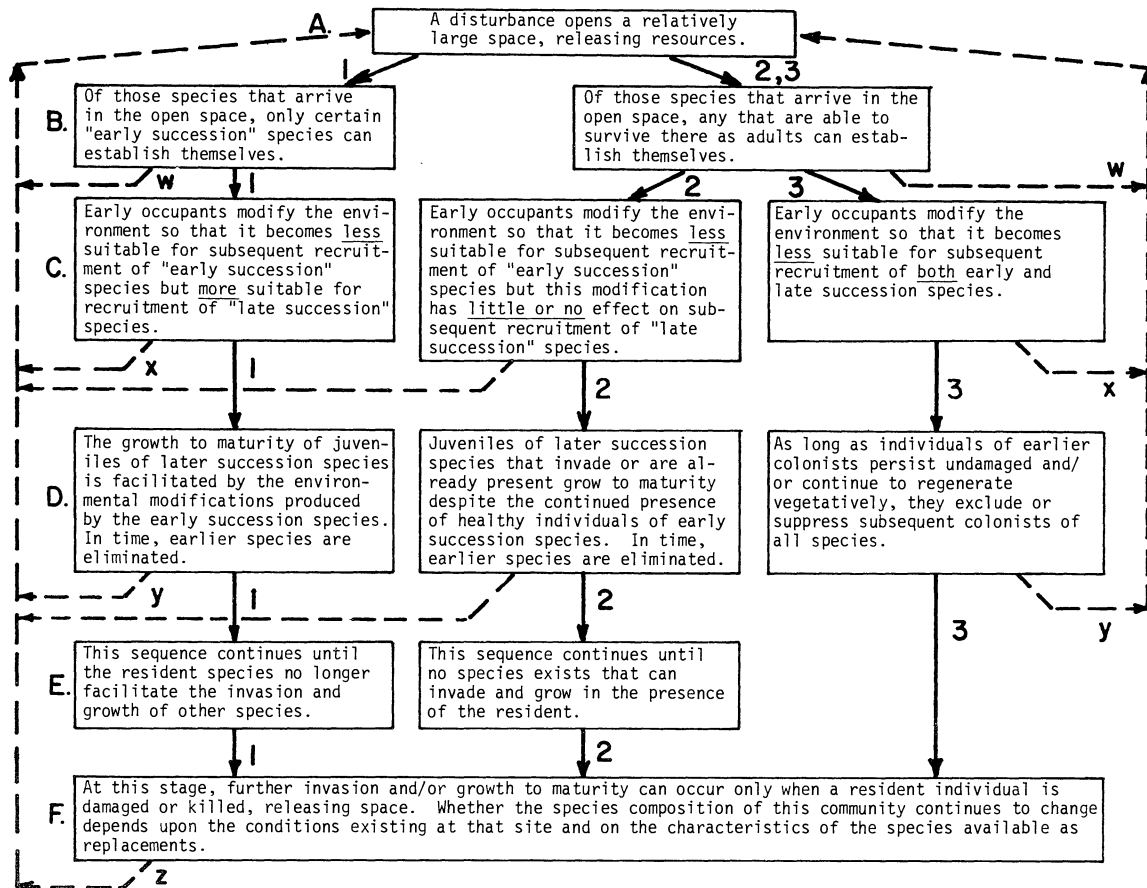 A.
A disturbance opens a relatively
large space, releasing resources.
1
2,3
B.
Of those species that arrive
in the open space, only certain
"early succession" species can
establish themselves.
Of those species that arrive in the
open space, any that are able to
survive there as adults can estab-
lish themselves.
w
1
2
3
w
C.
Early occupants modify the envi-
ronment so that it becomes less
suitable for subsequent recruit-
ment of "early succession"
species but more suitable for
recruitment of "late succession"
species.
Early occupants modify the envi-
ronment so that it becomes less
suitable for subsequent recruit-
ment of "early succession"
species but this modification
has little or no effect on sub-
sequent recruitment of "late
succession" species.
Early occupants modify the
environment so that it becomes
less suitable for subsequent
recruitment of both early and
late succession species.
x
1
2
3
x
D.
The growth to maturity of juve-
niles of later succession species
is facilitated by the environ-
mental modifications produced
by the early succession species.
In time, earlier species are
eliminated.
Juveniles of later succession
species that invade or are al-
ready present grow to maturity
despite the continued presence
of healthy individuals of early
succession species. In time,
earlier species are eliminated.
As long as individuals of earlier
colonists persist undamaged and/
or continue to regenerate
vegetatively, they exclude or
suppress subsequent colonists of
all species.
y
1
2
3
y
E.
This sequence continues until
the resident species no longer
facilitate the invasion and
growth of other species.
This sequence continues until
no species exists that can
invade and grow in the presence
of the resident.
1
2
F.
At this stage, further invasion and/or growth to maturity can occur only when a resident individual is
damaged or killed, releasing space. Whether the species composition of this community continues to change
depends upon the conditions existing at that site and on the characteristics of the species available as
replacements.
z